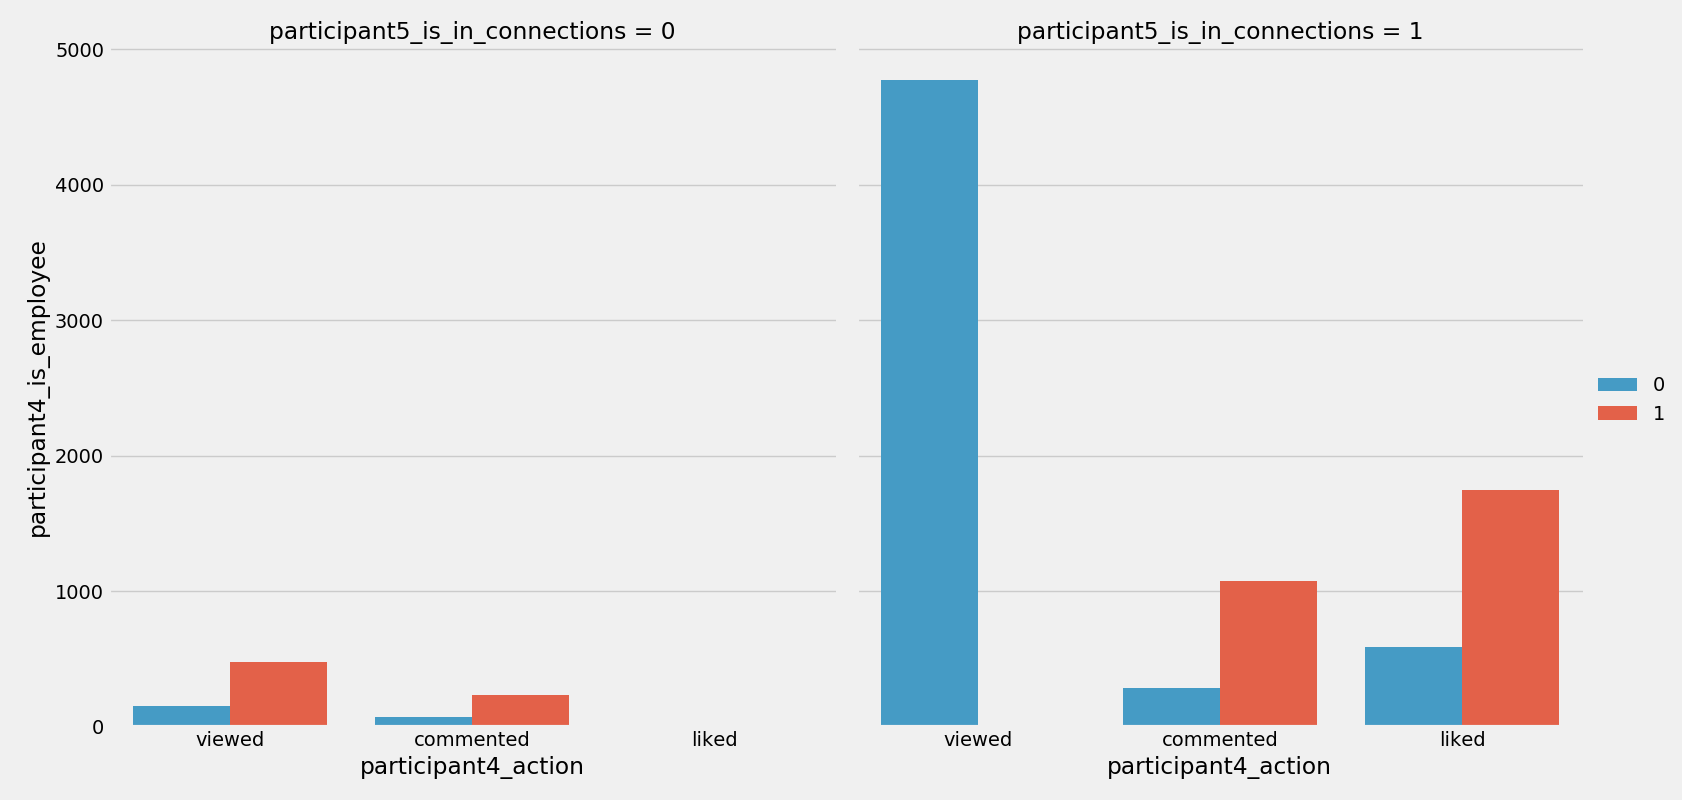 participant5_is_in_connections = 0
participant5_is_in_connections = 1
participant4_is_employee
5000
4000
3000
2000
1000
0
viewed
commented
liked
viewed
commented
liked
participant4_action
participant4_action
0
1